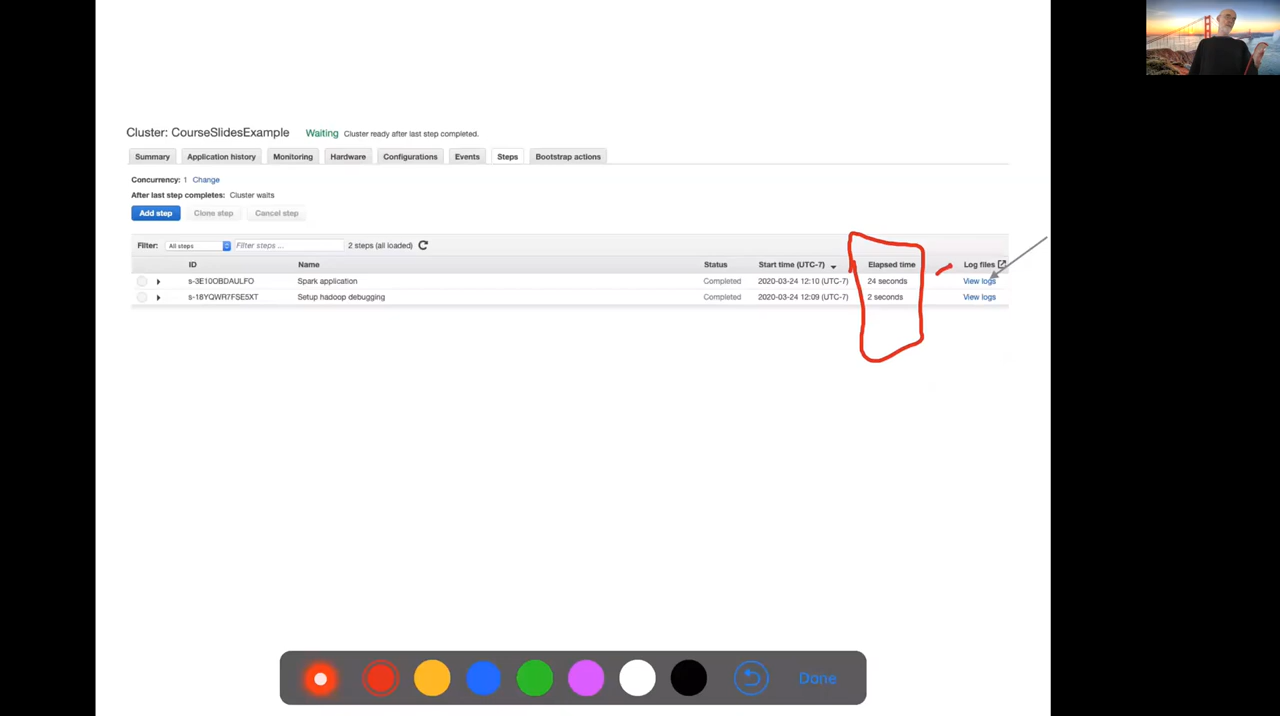 Cluster: CourseSlidesExample Waiting Cluster ready after last step completed.
Summary Application history Monitoring Hardware Configurations Events Steps Bootstrap actions
Concurrency: 1 Change
After last step completes: Cluster waits
Add step Clone step Cancel step
Filter: All steps Filter steps ... 2 steps (all loaded)
ID Name Status Start time (UTC-7) Elapsed time Log files
s-3E10OBDAULFO Spark application Completed 2020-03-24 12:10 (UTC-7) 24 seconds View logs
s-18YQWR7FSE5XT Setup hadoop debugging Completed 2020-03-24 12:09 (UTC-7) 2 seconds View logs
Done